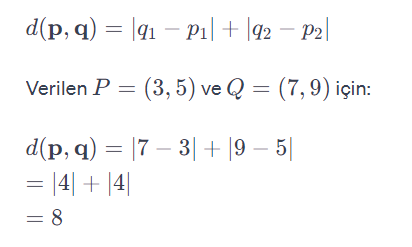 d(p, q) = |q₁ − p₁| + |q₂ − p₂|
Verilen P = (3, 5) ve Q = (7, 9) için:
d(p, q) = |7 − 3| + |9 − 5|
= |4| + |4|
= 8